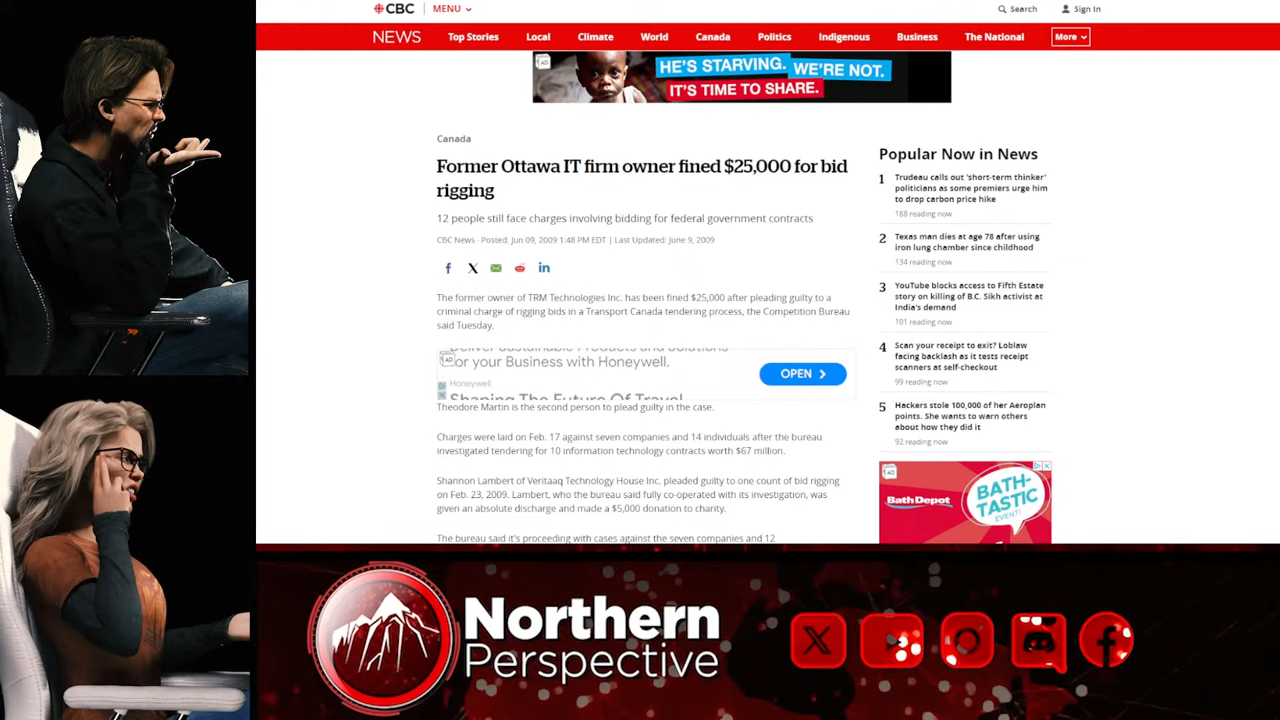 CBC
MENU
Search
Sign In
NEWS
Top Stories
Local
Climate
World
Canada
Politics
Indigenous
Business
The National
More
AD
HE'S STARVING. WE'RE NOT.
IT'S TIME TO SHARE.
Canada
Former Ottawa IT firm owner fined $25,000 for bid
rigging
12 people still face charges involving bidding for federal government contracts
CBC News · Posted: Jun 09, 2009 1:48 PM EDT | Last Updated: June 9, 2009
The former owner of TRM Technologies Inc. has been fined $25,000 after pleading guilty to a
criminal charge of rigging bids in a Transport Canada tendering process, the Competition Bureau
said Tuesday.
AD
Deliver Sustainable Products and Solutions
for your Business with Honeywell.
Honeywell
Shaping The Future Of Travel
OPEN
Theodore Martin is the second person to plead guilty in the case.
Charges were laid on Feb. 17 against seven companies and 14 individuals after the bureau
investigated tendering for 10 information technology contracts worth $67 million.
Shannon Lambert of Veritaaq Technology House Inc. pleaded guilty to one count of bid rigging
on Feb. 23, 2009. Lambert, who the bureau said fully co-operated with its investigation, was
given an absolute discharge and made a $5,000 donation to charity.
The bureau said it's proceeding with cases against the seven companies and 12
Popular Now in News
1 Trudeau calls out 'short-term thinker'
politicians as some premiers urge him
to drop carbon price hike
188 reading now
2 Texas man dies at age 78 after using
iron lung chamber since childhood
134 reading now
3 YouTube blocks access to Fifth Estate
story on killing of B.C. Sikh activist at
India's demand
101 reading now
4 Scan your receipt to exit? Loblaw
facing backlash as it tests receipt
scanners at self-checkout
99 reading now
5 Hackers stole 100,000 of her Aeroplan
points. She wants to warn others
about how they did it
92 reading now
AD
BathDepot
BATH-
TASTIC
EVENT!
Northern
Perspective